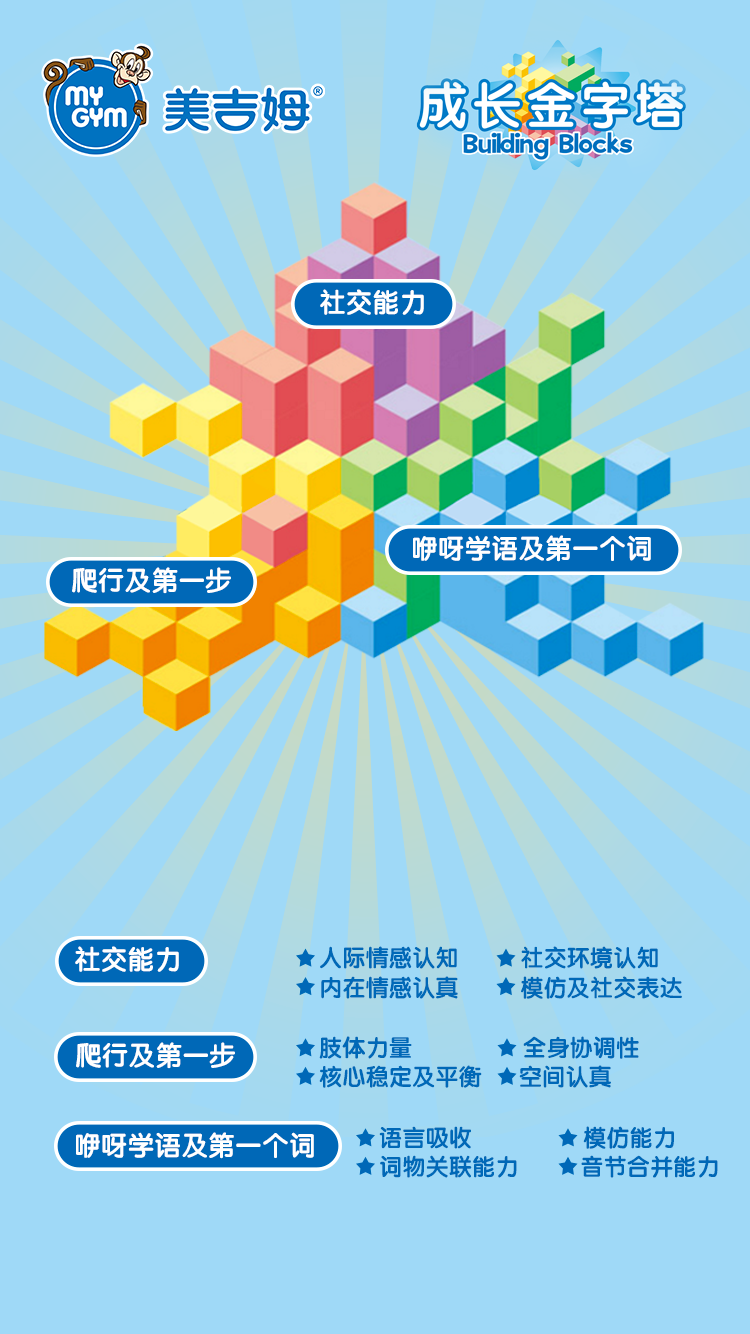 MY
GYM
美吉姆®
成长金字塔
Building Blocks
社交能力
咿呀学语及第一个词
爬行及第一步
社交能力
★人际情感认知 ★社交环境认知
★内在情感认真 ★模仿及社交表达
爬行及第一步
★肢体力量 ★全身协调性
★核心稳定及平衡 ★空间认真
咿呀学语及第一个词
★语言吸收 ★模仿能力
★词物关联能力 ★音节合并能力